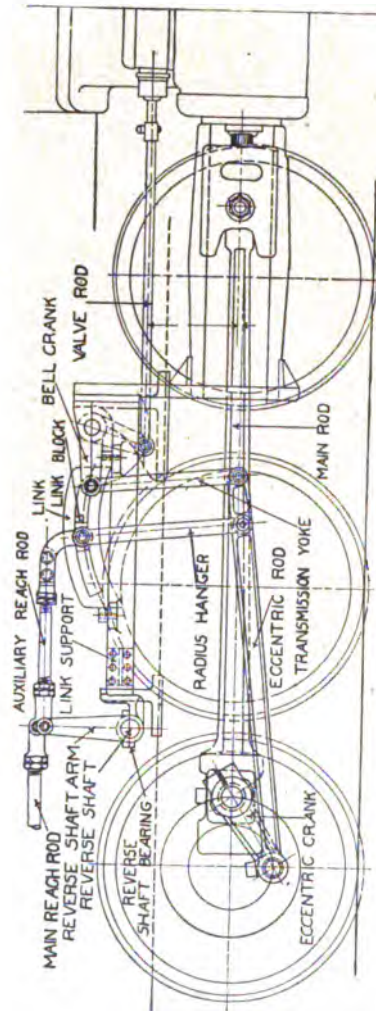 MAIN REACH ROD
REVERSE SHAFT ARM
REVERSE SHAFT
REVERSE
SHAFT BEARING
AUXILIARY REACH ROD
LINK SUPPORT
LINK
LINK BLOCK
BELL CRANK
VALVE ROD
RADIUS HANGER
ECCENTRIC ROD
TRANSMISSION YOKE
MAIN ROD
ECCENTRIC CRANK